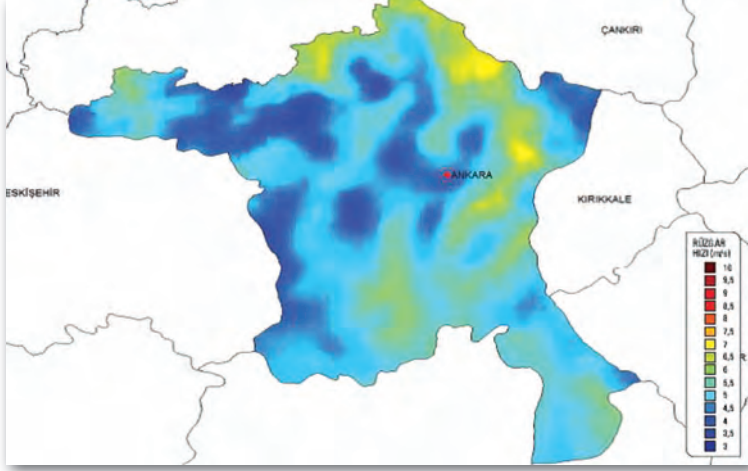 ÇANKIRI
ANKARA
ESKİŞEHİR
KIRIKKALE
RÜZGAR
HIZI (m/s)
10
9,5
9
8,5
8
7,5
7
6,5
6
5,5
5
4,5
4
3,5
3
R